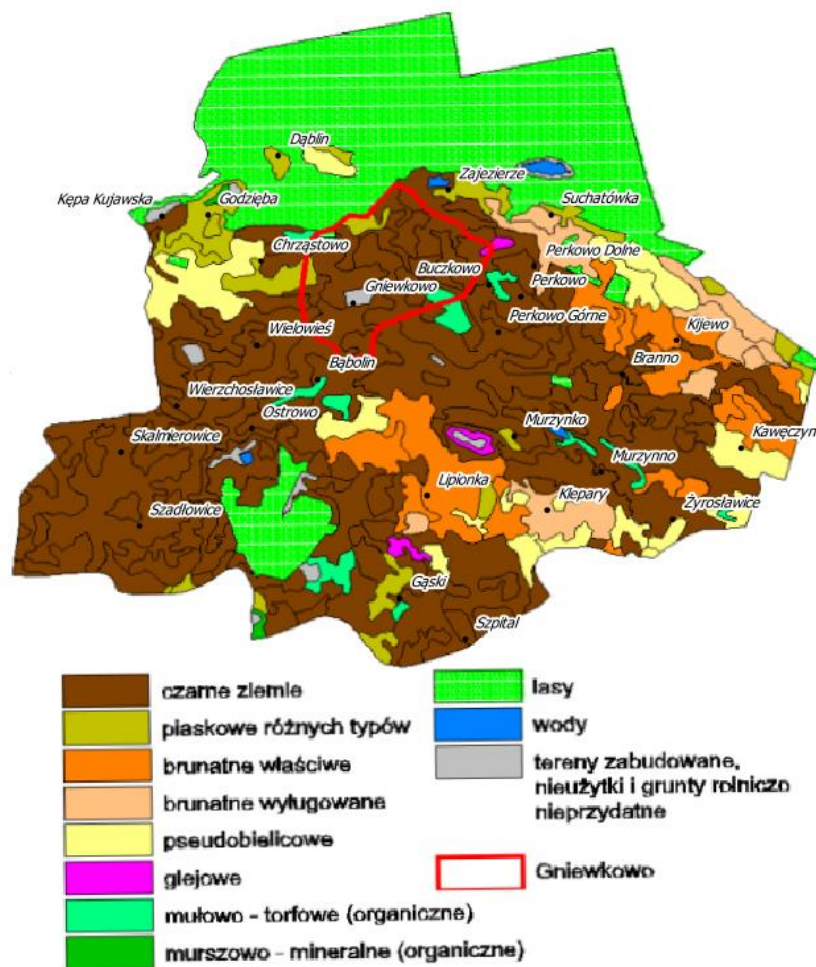 Dąblin
Zajezierze
Kępa Kujawska
Godzięba
Suchatówka
Chrząstowo
Perkowo Dolne
Buczkowo
Perkowo
Gniewkowo
Perkowo Górne
Wielowieś
Kijewo
Bąbolin
Branno
Wierzchosławice
Ostrowo
Murzynko
Skalmierowice
Kawęczyn
Murzynno
Lipionka
Klepary
Żyrosławice
Szadłowice
Gąski
Szpital
czarne ziemie
piaskowe różnych typów
brunatne właściwe
brunatne wyługowane
pseudobielicowe
glejowe
mułowo - torfowe (organiczne)
murszowo - mineralne (organiczne)
lasy
wody
tereny zabudowane,
nieużytki i grunty rolniczo
nieprzydatne
Gniewkowo